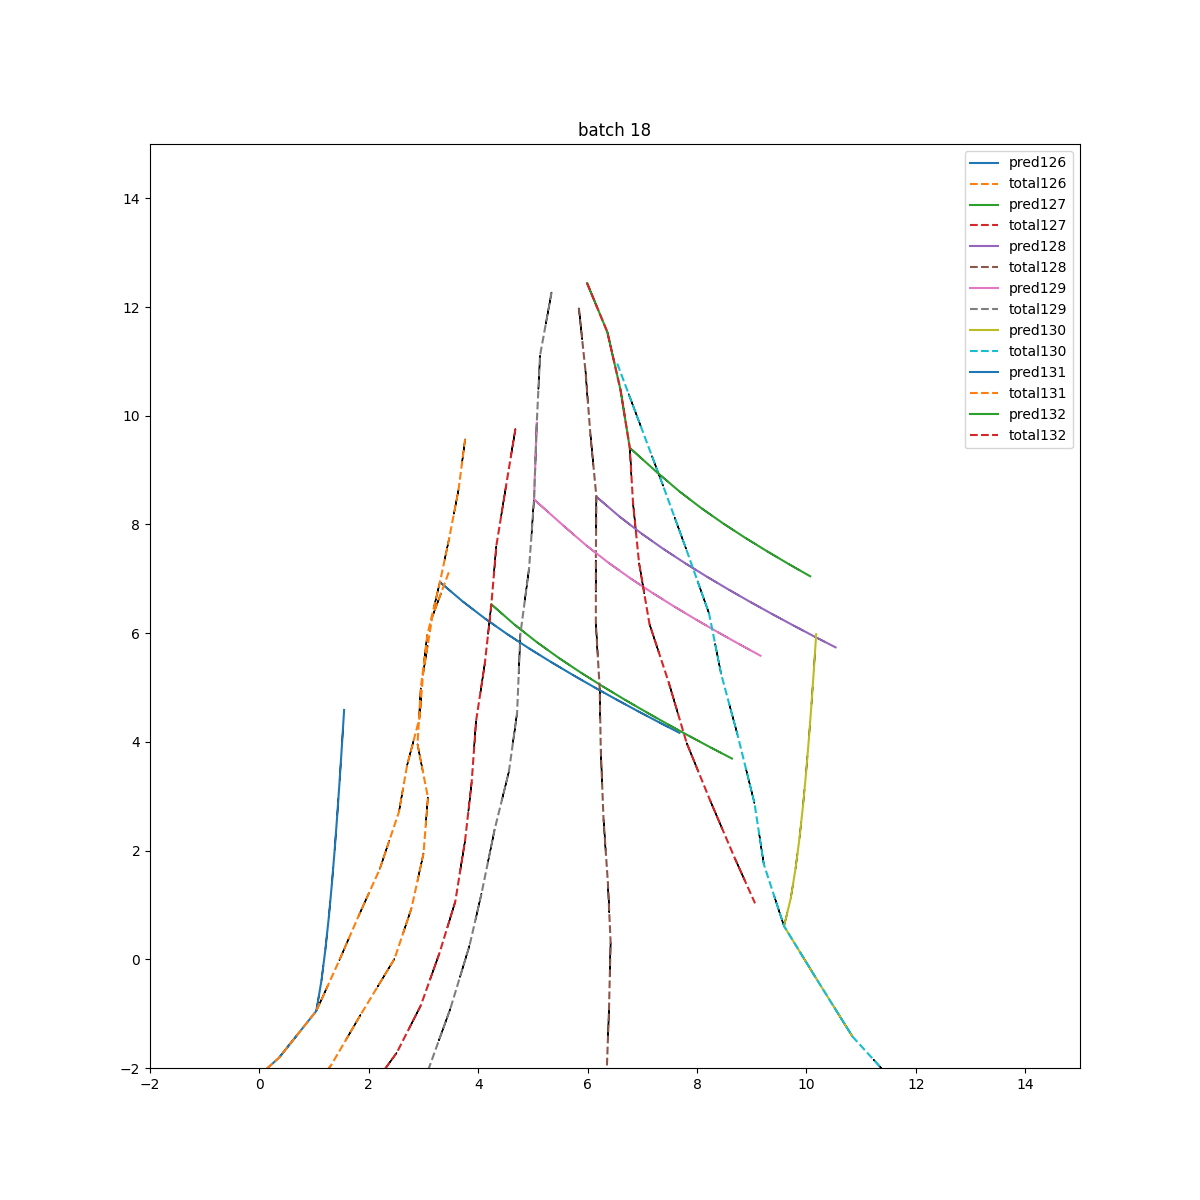 batch 18
pred126
total126
pred127
total127
pred128
total128
pred129
total129
pred130
total130
pred131
total131
pred132
total132
14
12
10
8
6
4
2
0
−2
−2
0
2
4
6
8
10
12
14